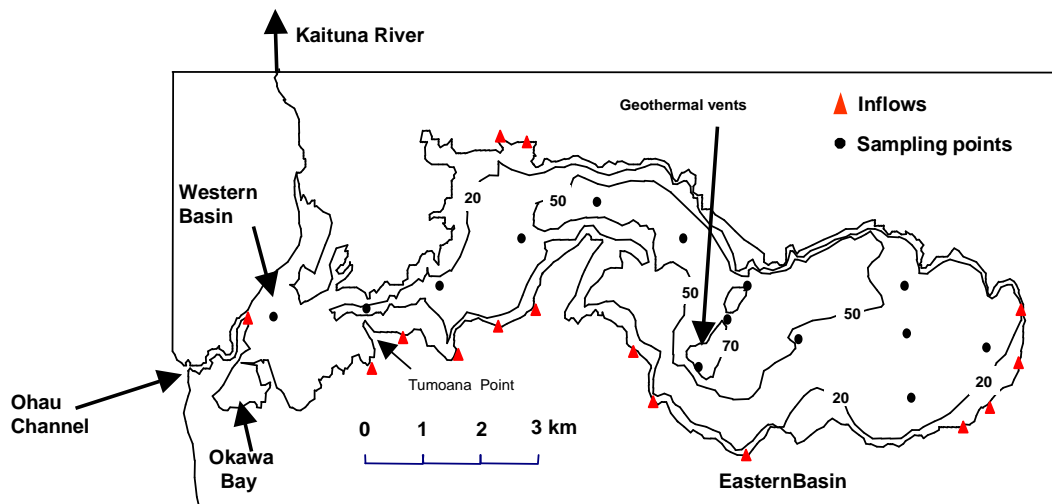 Kaituna River
Geothermal vents
Inflows
Sampling points
Western
Basin
20
50
50
50
70
20
20
Tumoana Point
Ohau
Channel
Okawa
Bay
0 1 2 3 km
EasternBasin